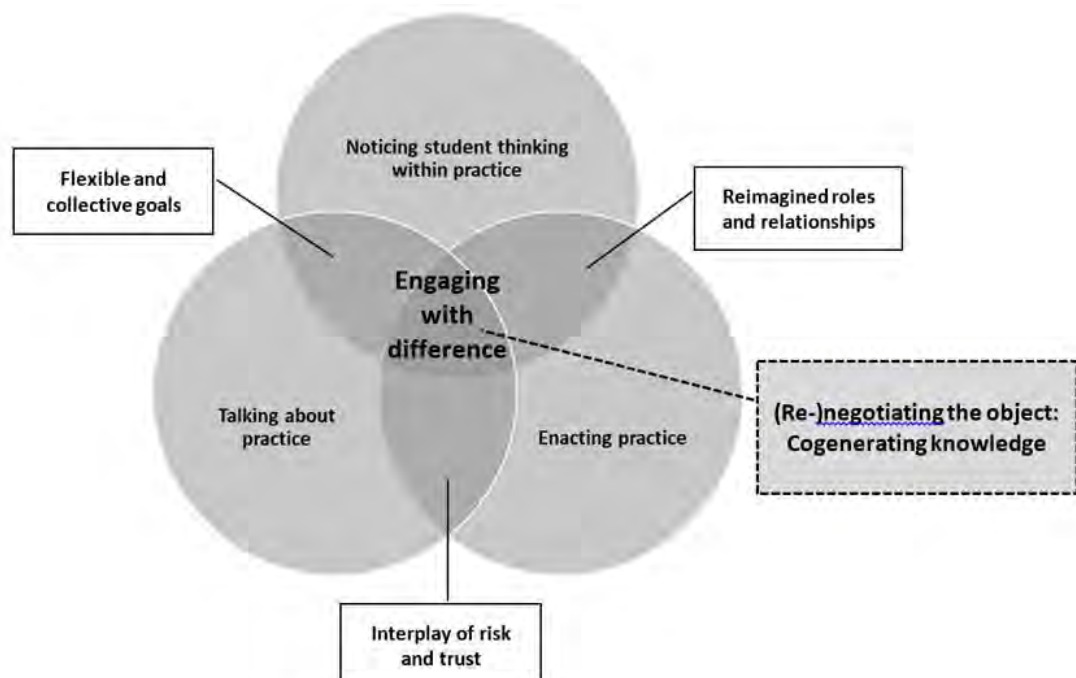 Noticing student thinking
within practice
Flexible and
collective goals
Reimagined roles
and relationships
Engaging
with
difference
(Re-)negotiating the object:
Cogenerating knowledge
Talking about
practice
Enacting practice
Interplay of risk
and trust